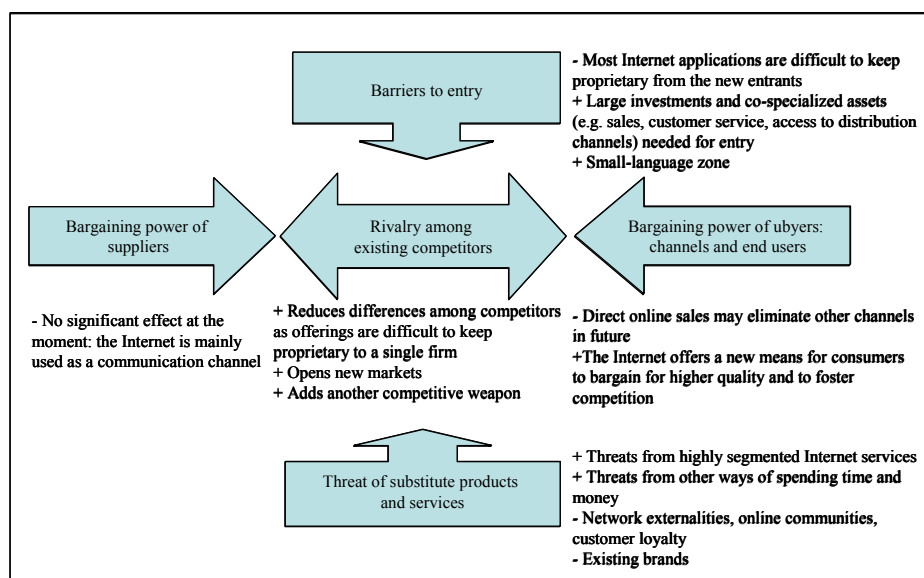 Barriers to entry
- Most Internet applications are difficult to keep
proprietary from the new entrants
+ Large investments and co-specialized assets
(e.g. sales, customer service, access to distribution
channels) needed for entry
+ Small-language zone
Bargaining power of
suppliers
Rivalry among
existing competitors
Bargaining power of ubyers:
channels and end users
- No significant effect at the
moment: the Internet is mainly
used as a communication channel
+ Reduces differences among competitors
as offerings are difficult to keep
proprietary to a single firm
+ Opens new markets
+ Adds another competitive weapon
- Direct online sales may eliminate other channels
in future
+The Internet offers a new means for consumers
to bargain for higher quality and to foster
competition
Threat of substitute products
and services
+ Threats from highly segmented Internet services
+ Threats from other ways of spending time and
money
- Network externalities, online communities,
customer loyalty
- Existing brands